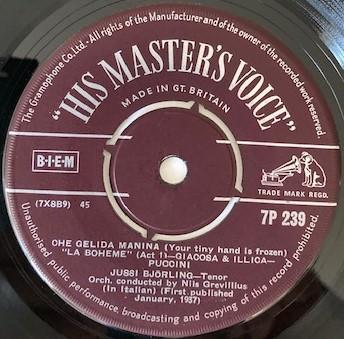 The Gramophone Co. Ltd. - All rights of the Manufacturer and of the owner of the recorded work reserved.
"HIS MASTER'S VOICE"
MADE IN GT. BRITAIN
B·I·E·M
TRADE MARK REGD.
(7X8B9) 45
7P 239
CHE GELIDA MANINA (Your tiny hand is frozen)
"LA BOHEME" (Act 1)—GIACOSA & ILLICA—
PUCCINI
JUSSI BJÖRLING—Tenor
Orch. conducted by Nils Grevillius
(In Italian) (First published
January, 1937)
Unauthorised public performance, broadcasting and copying of this record prohibited.